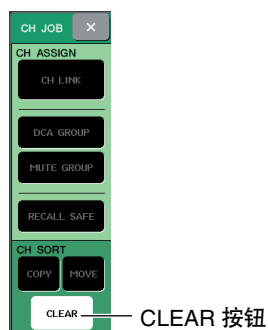 CH JOB ×
CH ASSIGN
CH LINK
DCA GROUP
MUTE GROUP
RECALL SAFE
CH SORT
COPY MOVE
CLEAR CLEAR 按钮